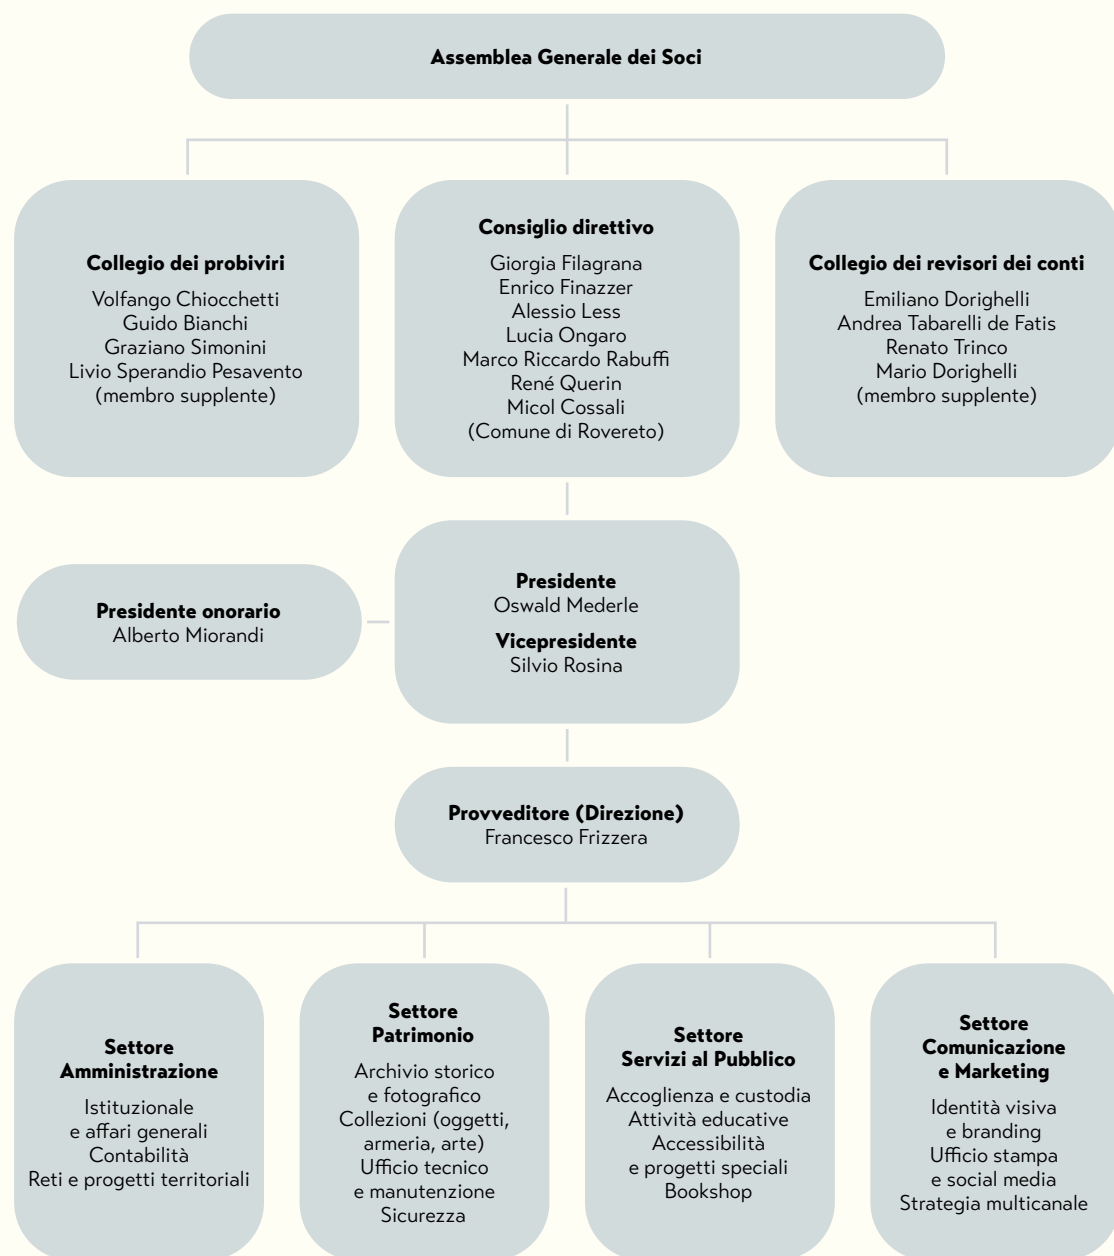 Assemblea Generale dei Soci
Collegio dei probiviri
Volfango Chiocchetti
Guido Bianchi
Graziano Simonini
Livio Sperandio Pesavento
(membro supplente)
Consiglio direttivo
Giorgia Filagrana
Enrico Finazzer
Alessio Less
Lucia Ongaro
Marco Riccardo Rabuffi
René Querin
Micol Cossali
(Comune di Rovereto)
Collegio dei revisori dei conti
Emiliano Dorighelli
Andrea Tabarelli de Fatis
Renato Trinco
Mario Dorighelli
(membro supplente)
Presidente onorario
Alberto Miorandi
Presidente
Oswald Mederle
Vicepresidente
Silvio Rosina
Provveditore (Direzione)
Francesco Frizzera
Settore
Amministrazione
Istituzionale
e affari generali
Contabilità
Reti e progetti territoriali
Settore
Patrimonio
Archivio storico
e fotografico
Collezioni (oggetti,
armeria, arte)
Ufficio tecnico
e manutenzione
Sicurezza
Settore
Servizi al Pubblico
Accoglienza e custodia
Attività educative
Accessibilità
e progetti speciali
Bookshop
Settore
Comunicazione
e Marketing
Identità visiva
e branding
Ufficio stampa
e social media
Strategia multicanale